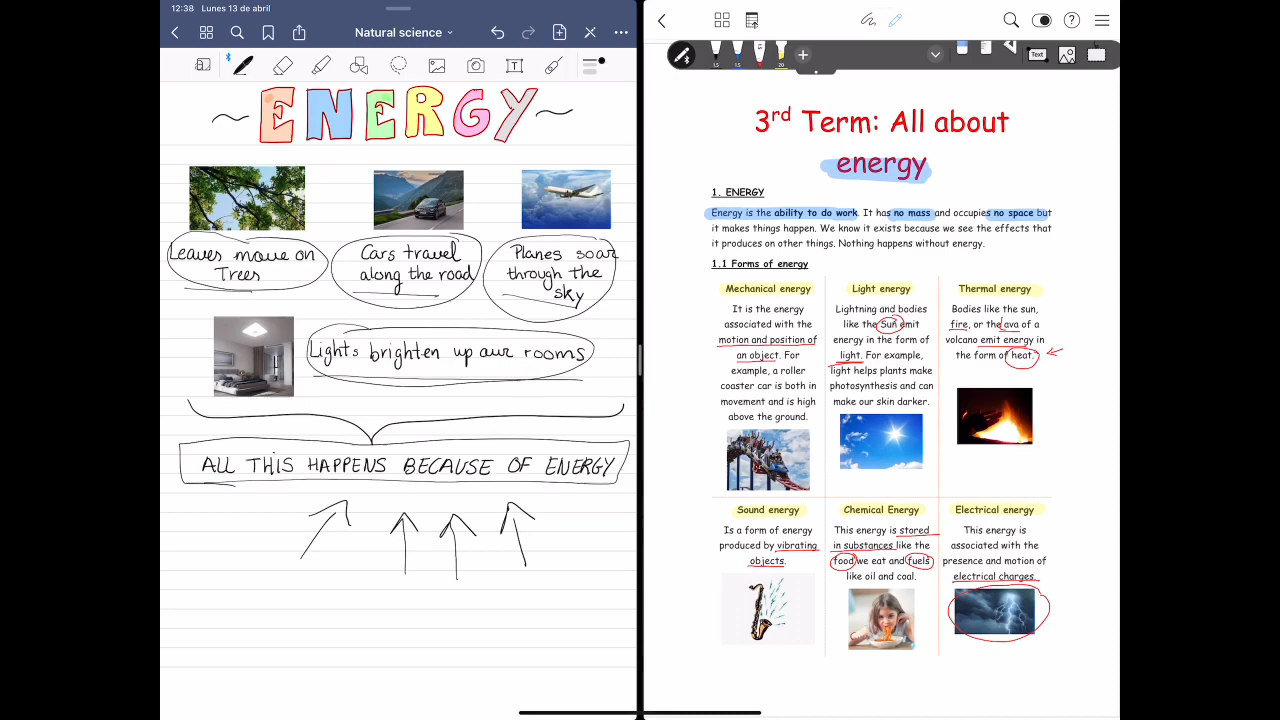 12:38 Lunes 13 de abril
Natural science
ENERGY
Leaves move on
Trees
Cars travel
along the road
Planes soar
through the
sky
Lights brighten up our rooms
ALL THIS HAPPENS BECAUSE OF ENERGY
Text
3rd Term: All about
energy
1. ENERGY
Energy is the ability to do work. It has no mass and occupies no space but
it makes things happen. We know it exists because we see the effects that
it produces on other things. Nothing happens without energy.
1.1 Forms of energy
Mechanical energy
It is the energy
associated with the
motion and position of
an object. For
example, a roller
coaster car is both in
movement and is high
above the ground.
Light energy
Lightning and bodies
like the Sun emit
energy in the form of
light. For example,
light helps plants make
photosynthesis and can
make our skin darker.
Thermal energy
Bodies like the sun,
fire, or the lava of a
volcano emit energy in
the form of heat.
Sound energy
Is a form of energy
produced by vibrating
objects.
Chemical Energy
This energy is stored
in substances like the
food we eat and fuels
like oil and coal.
Electrical energy
This energy is
associated with the
presence and motion of
electrical charges.